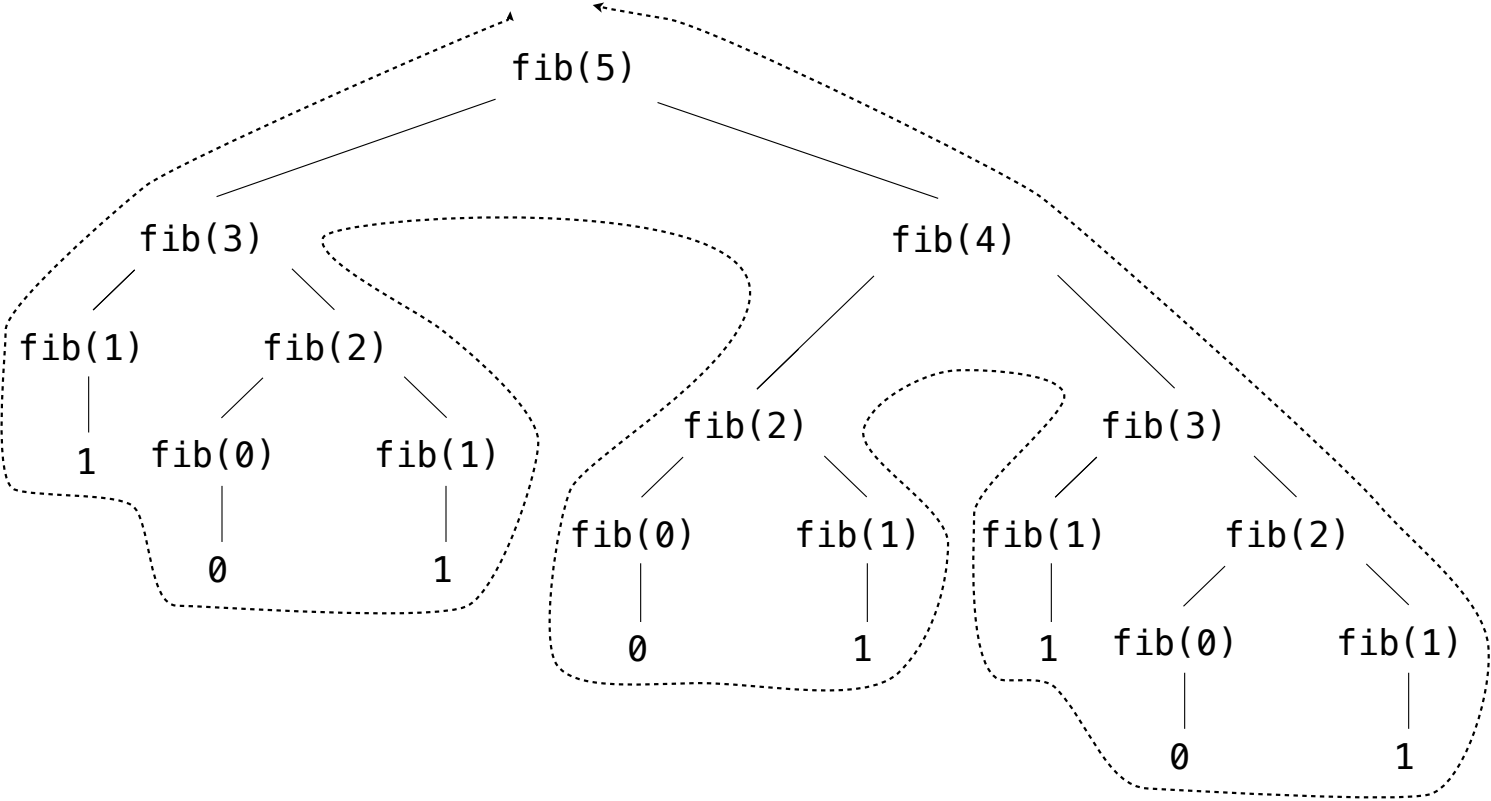 fib(5)
fib(3) fib(4)
fib(1) fib(2)
fib(2) fib(3)
1 fib(0) fib(1)
fib(0) fib(1) fib(1) fib(2)
0 1
0 1 1 fib(0) fib(1)
0 1